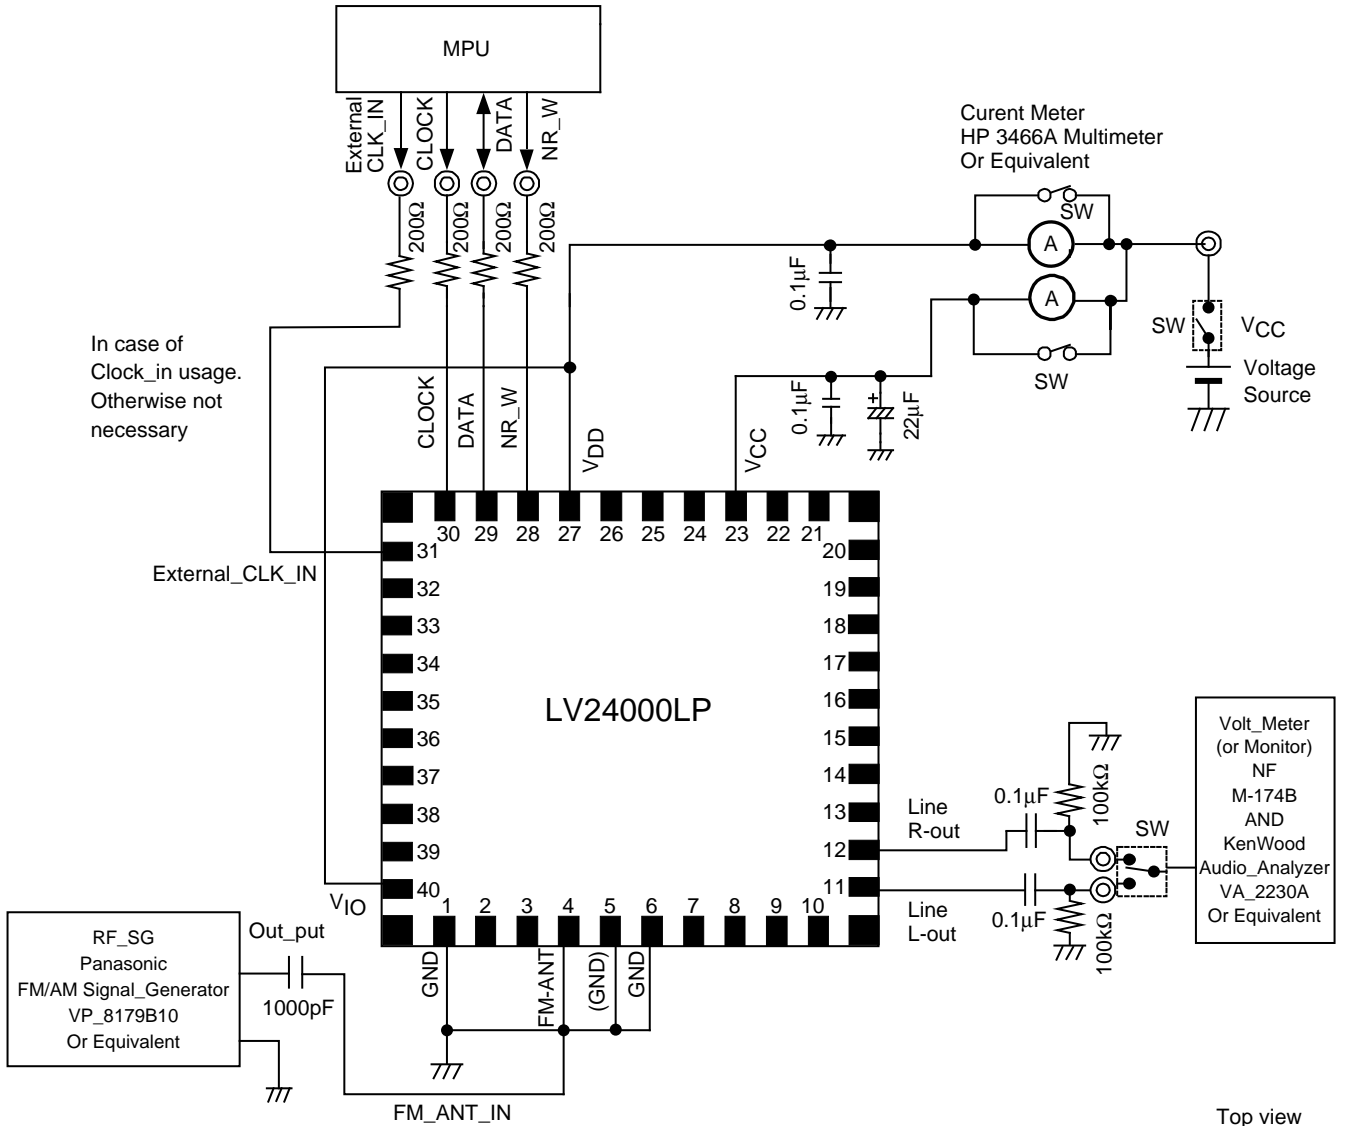 MPU
External
CLK_IN
CLOCK
DATA
NR_W
200Ω
200Ω
200Ω
200Ω
Curent Meter
HP 3466A Multimeter
Or Equivalent
SW
A
A
SW
0.1µF
0.1µF
22µF
+
SW
VCC
Voltage
Source
In case of
Clock_in usage.
Otherwise not
necessary
CLOCK
DATA
NR_W
VDD
VCC
30 29 28 27 26 25 24 23 22 21
External_CLK_IN
31
32
33
34
35
36
37
38
39
40
VIO
LV24000LP
20
19
18
17
16
15
14
13
12
11
1 2 3 4 5 6 7 8 9 10
Line
R-out
Line
L-out
0.1µF
0.1µF
100kΩ
100kΩ
SW
Volt_Meter
(or Monitor)
NF
M-174B
AND
KenWood
Audio_Analyzer
VA_2230A
Or Equivalent
RF_SG
Panasonic
FM/AM Signal_Generator
VP_8179B10
Or Equivalent
Out_put
1000pF
GND
FM-ANT
(GND)
GND
FM_ANT_IN
Top view